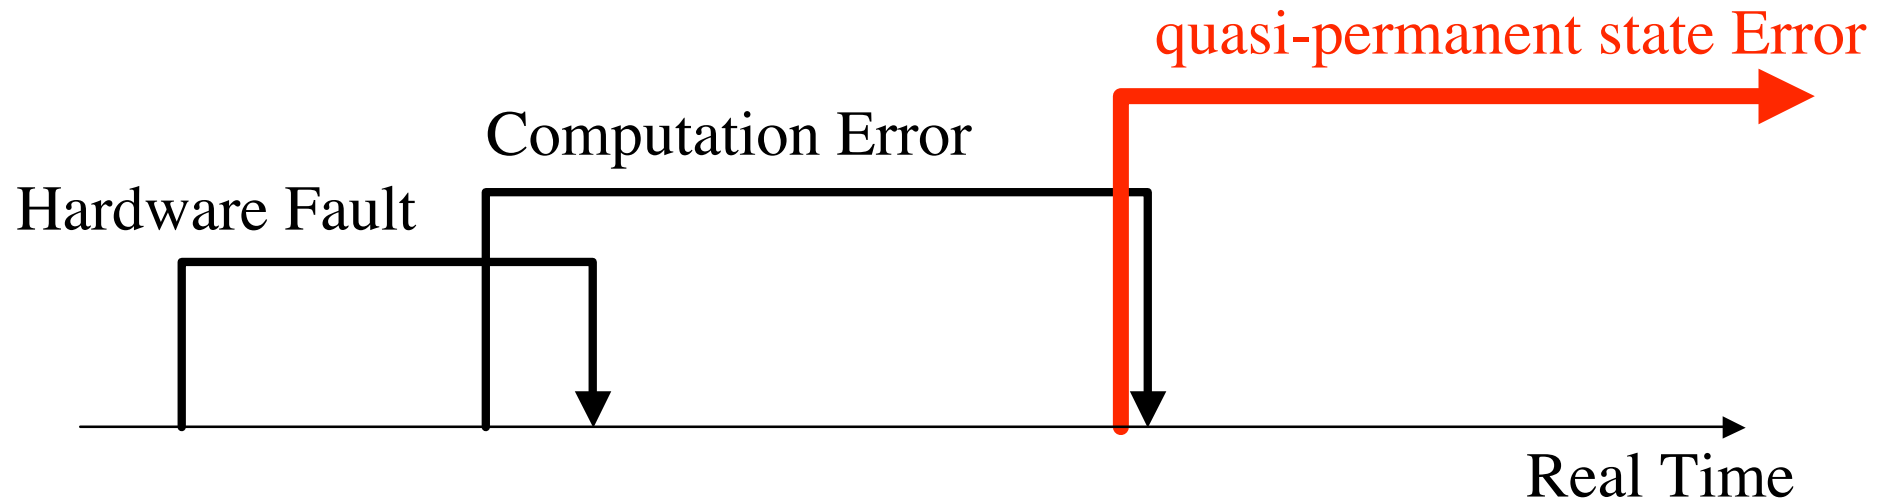 quasi-permanent state Error
Computation Error
Hardware Fault
Real Time